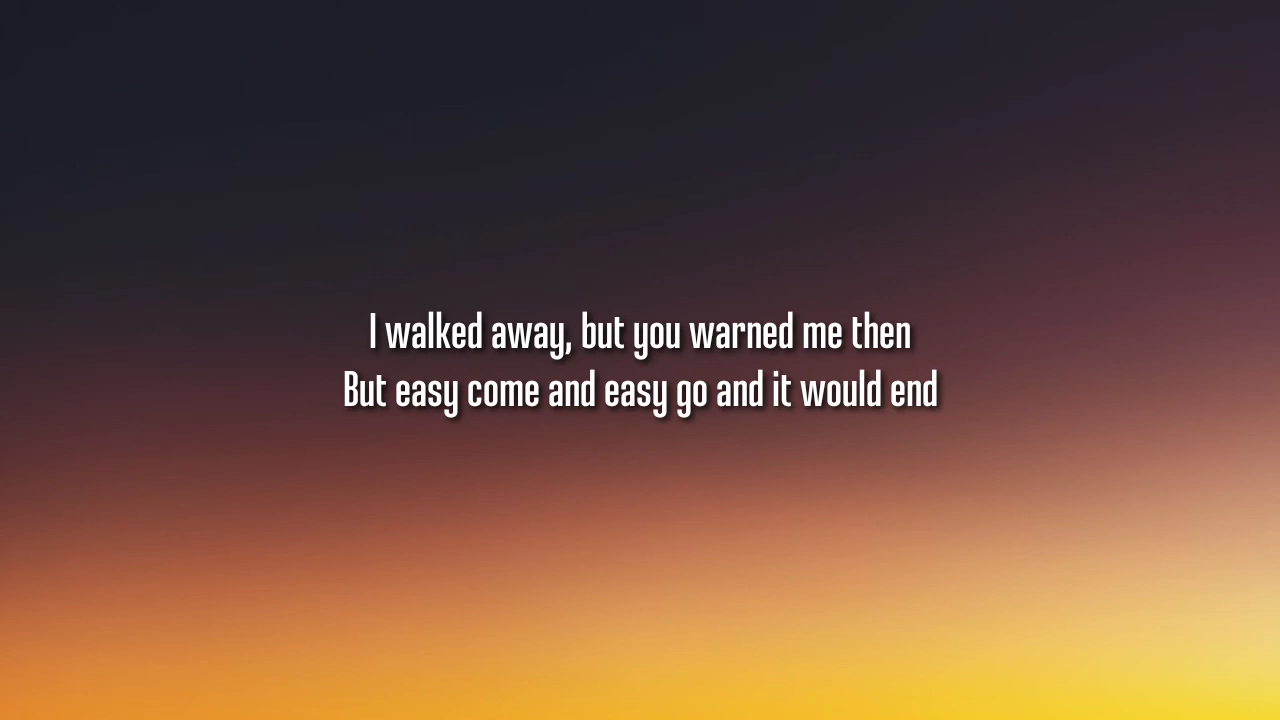 I walked away, but you warned me then
But easy come and easy go and it would end